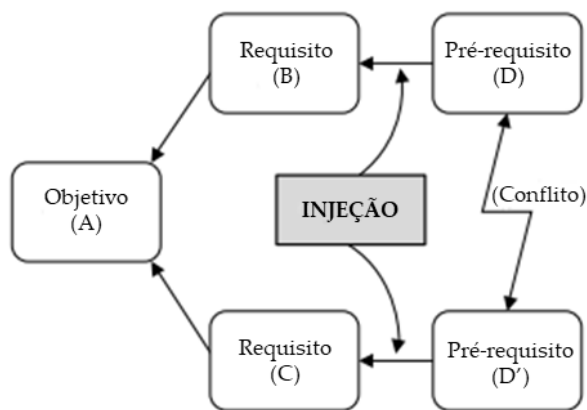 Requisito
(B)
Pré-requisito
(D)
Objetivo
(A)
INJEÇÃO
(Conflito)
Requisito
(C)
Pré-requisito
(D’)